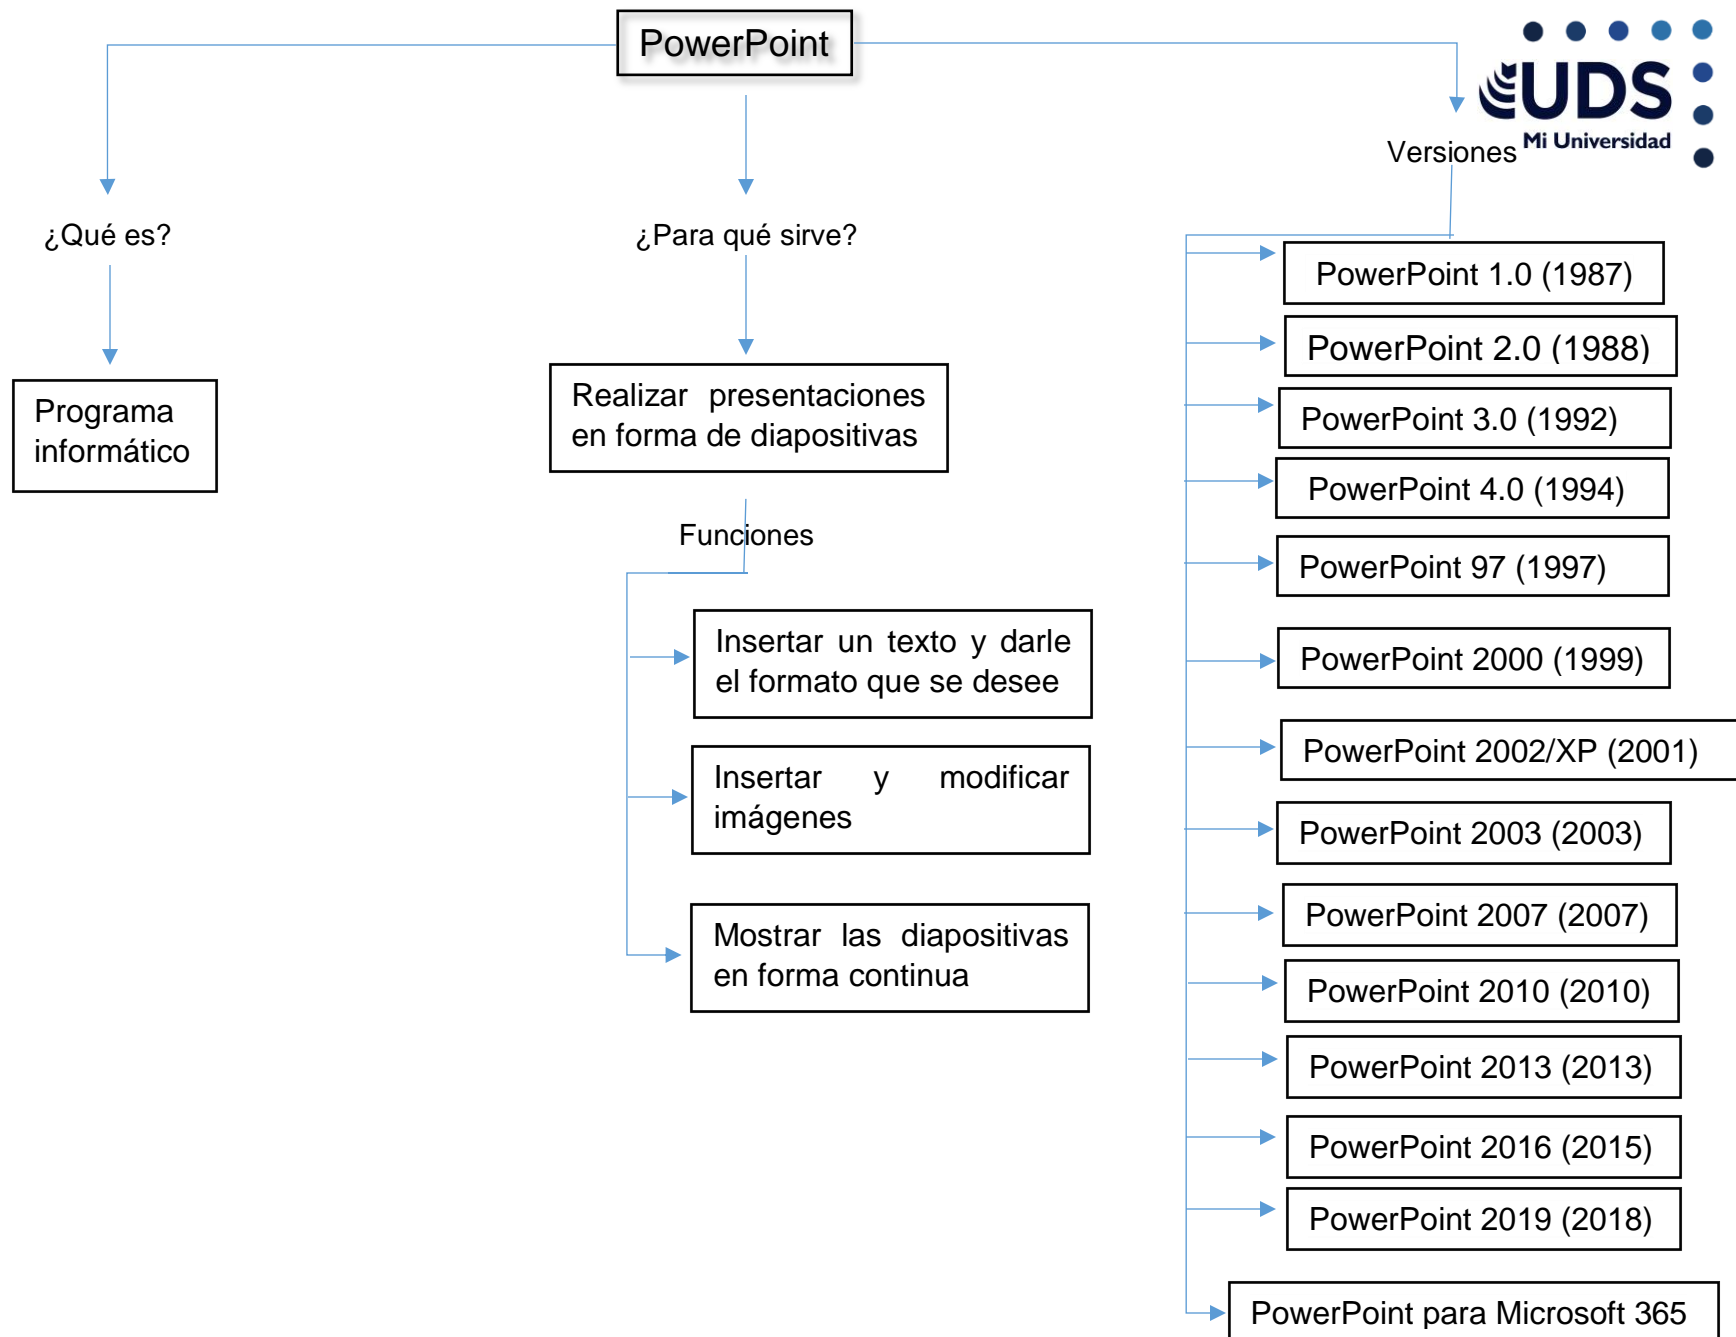 PowerPoint
UDS
Mi Universidad
¿Qué es?
Programa
informático
¿Para qué sirve?
Realizar presentaciones
en forma de diapositivas
Funciones
Insertar un texto y darle
el formato que se desee
Insertar y modificar
imágenes
Mostrar las diapositivas
en forma continua
Versiones
PowerPoint 1.0 (1987)
PowerPoint 2.0 (1988)
PowerPoint 3.0 (1992)
PowerPoint 4.0 (1994)
PowerPoint 97 (1997)
PowerPoint 2000 (1999)
PowerPoint 2002/XP (2001)
PowerPoint 2003 (2003)
PowerPoint 2007 (2007)
PowerPoint 2010 (2010)
PowerPoint 2013 (2013)
PowerPoint 2016 (2015)
PowerPoint 2019 (2018)
PowerPoint para Microsoft 365